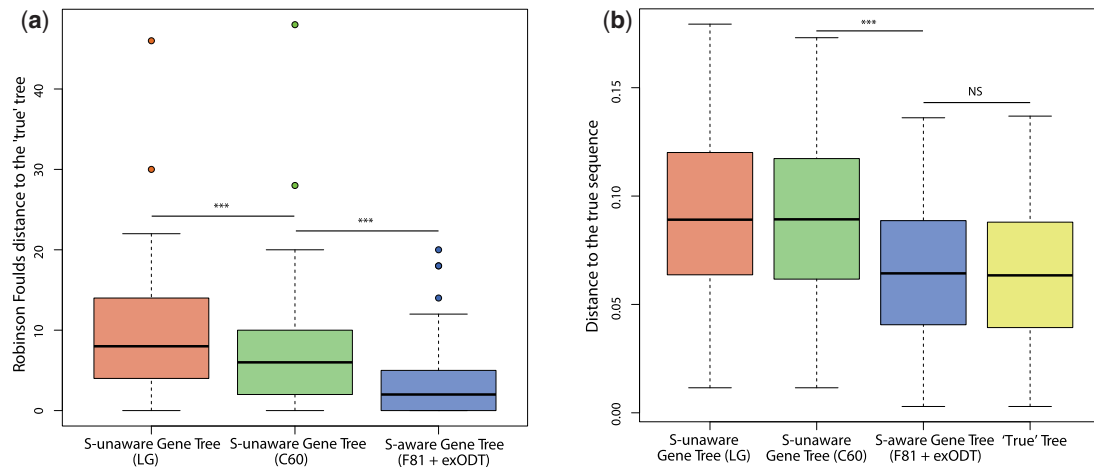 (a)
Robinson Foulds distance to the 'true' tree
40
30
20
10
0
***
***
S-unaware Gene Tree
(LG)
S-unaware Gene Tree
(C60)
S-aware Gene Tree
(F81 + exODT)
(b)
Distance to the true sequence
0.15
0.10
0.05
0.00
***
NS
S-unaware
Gene Tree (LG)
S-unaware
Gene Tree (C60)
S-aware Gene Tree
(F81 + exODT)
'True' Tree